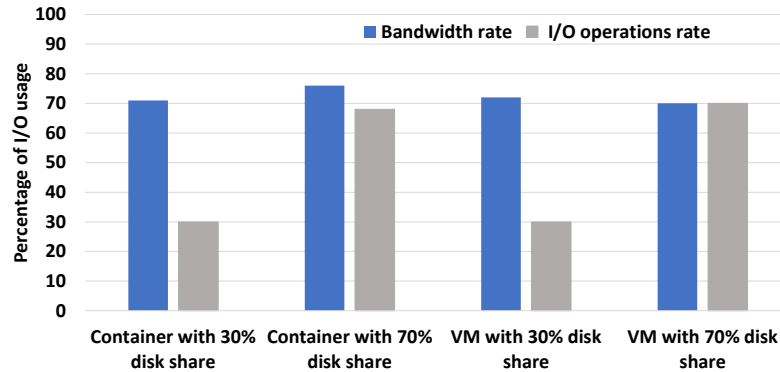 100
90
80
70
60
50
40
30
20
10
0
Percentage of I/O usage
Bandwidth rate I/O operations rate
Container with 30% disk share
Container with 70% disk share
VM with 30% disk share
VM with 70% disk share